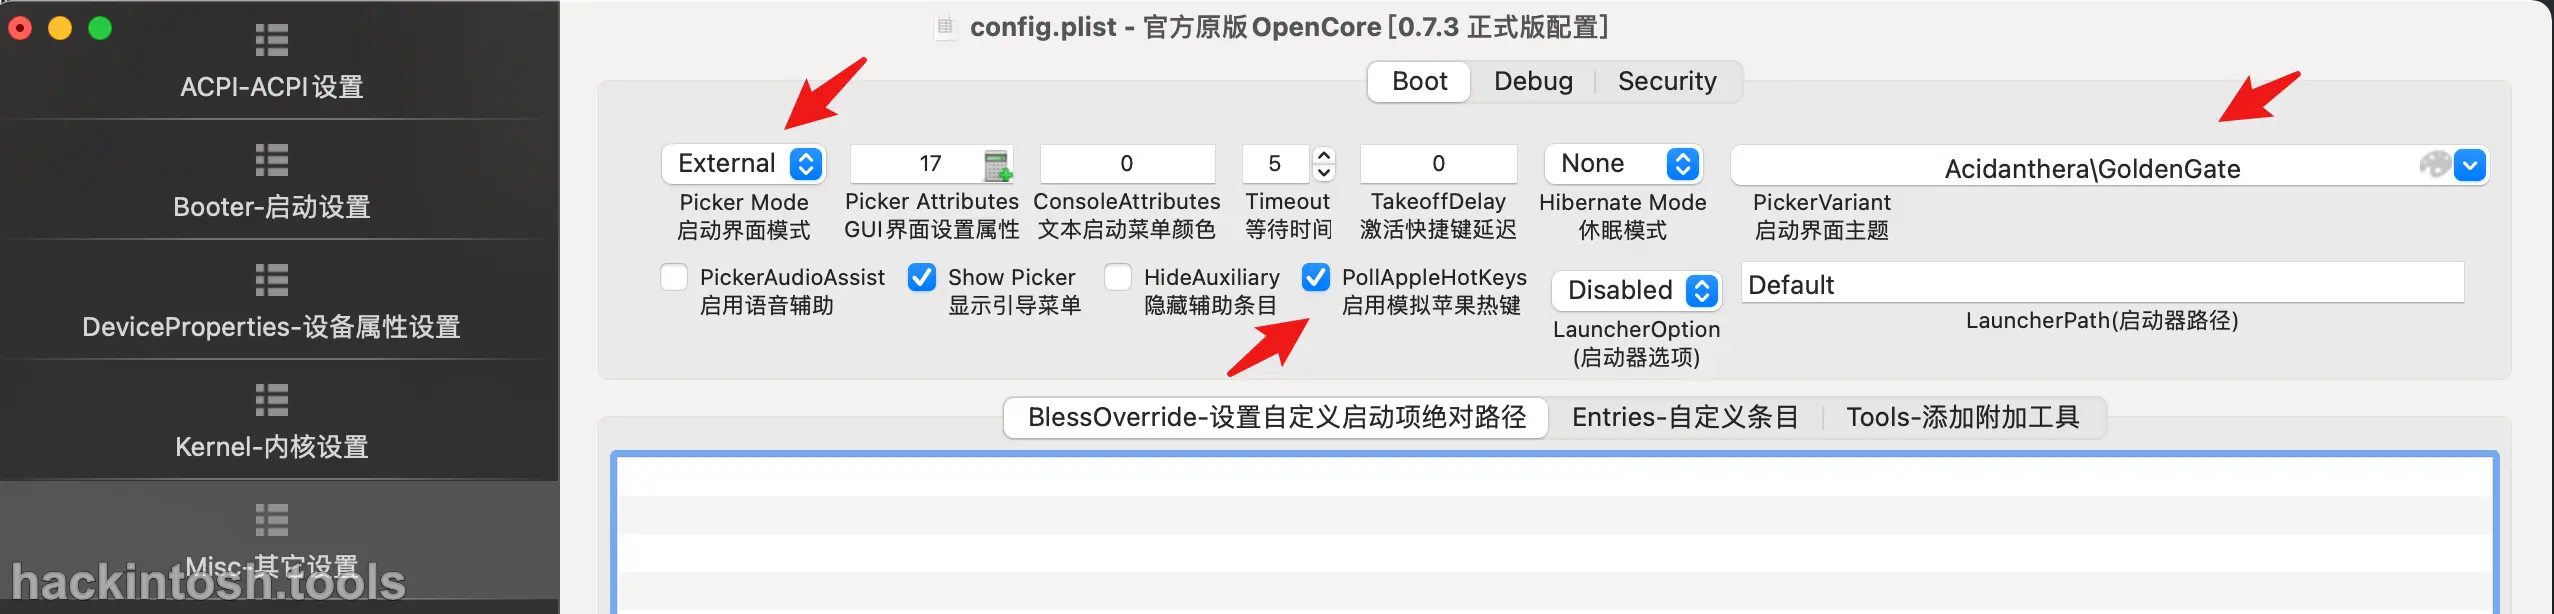 config.plist - 官方原版OpenCore[0.7.3 正式版配置]
ACPI-ACPI设置
Booter-启动设置
DeviceProperties-设备属性设置
Kernel-内核设置
Misc-其它设置
hackintosh.tools
Boot Debug Security
External 17 0 5 0 None Acidanthera\GoldenGate
Picker Mode Picker Attributes ConsoleAttributes Timeout TakeoffDelay Hibernate Mode PickerVariant
启动界面模式 GUI界面设置属性 文本启动菜单颜色 等待时间 激活快捷键延迟 休眠模式 启动界面主题
PickerAudioAssist Show Picker HideAuxiliary PollAppleHotKeys Disabled Default
启用语音辅助 显示引导菜单 隐藏辅助条目 启用模拟苹果热键
LauncherOption LauncherPath(启动器路径)
(启动器选项)
BlessOverride-设置自定义启动项绝对路径 Entries-自定义条目 Tools-添加附加工具